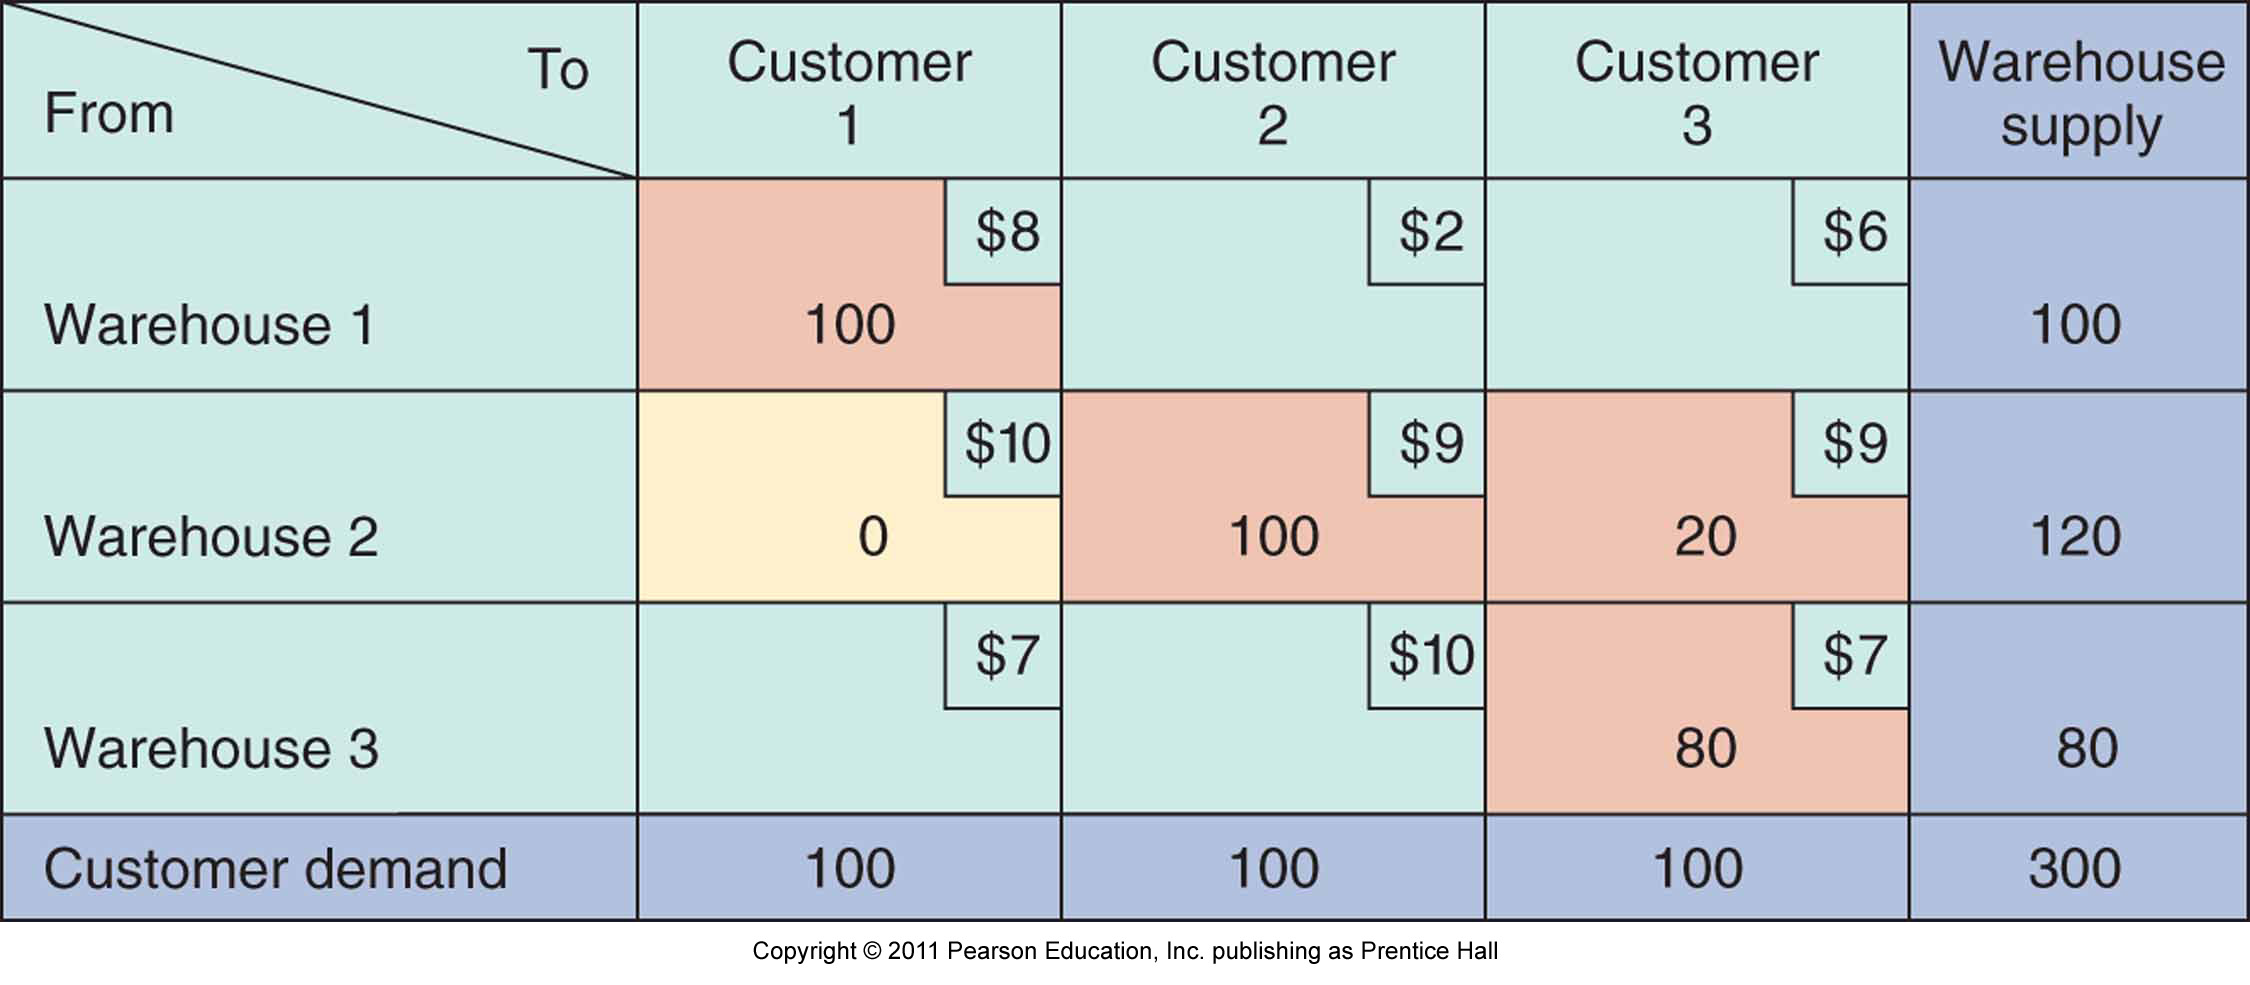 To
From
Customer
1
Customer
2
Customer
3
Warehouse
supply
$8
$2
$6
Warehouse 1
100
100
$10
$9
$9
Warehouse 2
0
100
20
120
$7
$10
$7
Warehouse 3
80
80
Customer demand
100
100
100
300
Copyright © 2011 Pearson Education, Inc. publishing as Prentice Hall